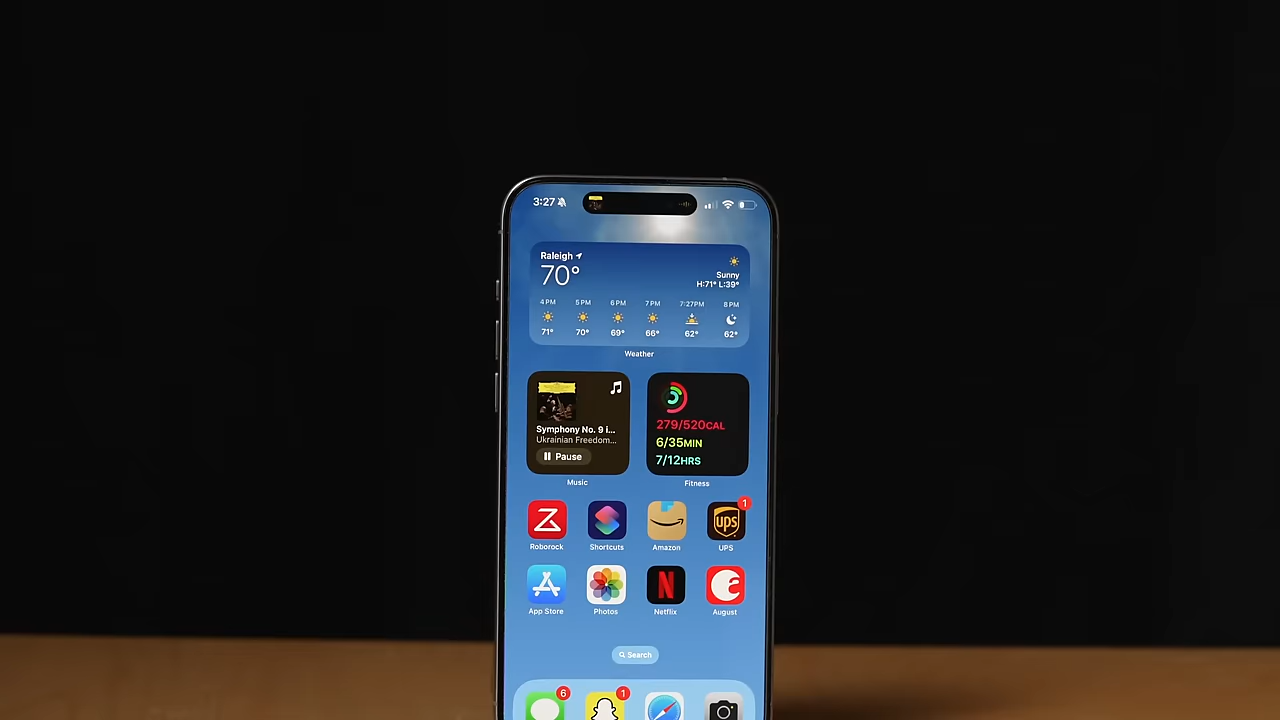 3:27
Raleigh
70°
Sunny
H:71° L:39°
4 PM 5 PM 6 PM 7 PM 7:27PM 8 PM
71° 70° 69° 66° 62° 62°
Weather
Symphony No. 9 i...
Ukrainian Freedom...
Pause
Music
279/520CAL
6/35MIN
7/12HRS
Fitness
1
ups
Roborock Shortcuts Amazon UPS
App Store Photos Netflix August
Search
6 1